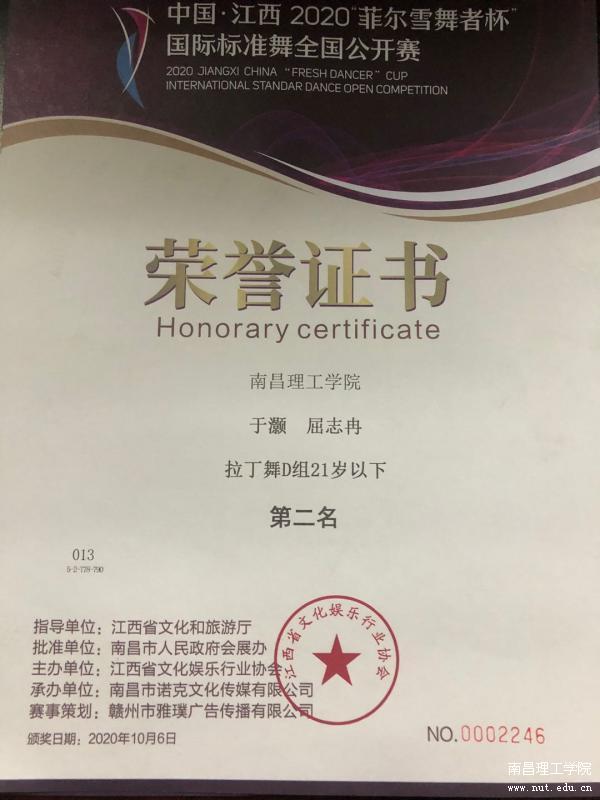 中国·江西 2020“菲尔雪舞者杯”
国际标准舞全国公开赛
2020 JIANGXI CHINA “FRESH DANCER” CUP
INTERNATIONAL STANDAR DANCE OPEN COMPETITION
荣誉证书
Honorary certificate
南昌理工学院
于灏 屈志冉
拉丁舞D组21岁以下
第二名
013
5-2-778-790
指导单位：江西省文化和旅游厅
批准单位：南昌市人民政府会展办
主办单位：江西省文化娱乐行业协会
承办单位：南昌市诺克文化传媒有限公司
赛事策划：赣州市雅璞广告传播有限公司
颁奖日期：2020年10月6日
江西省文化娱乐行业协会
NO.0002246
南昌理工学院
www.nut.edu.cn